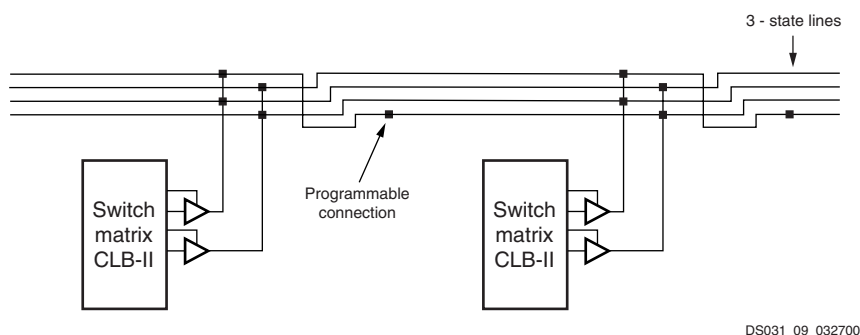 3 - state lines
Programmable
connection
Switch
matrix
CLB-II
Switch
matrix
CLB-II
DS031_09_032700